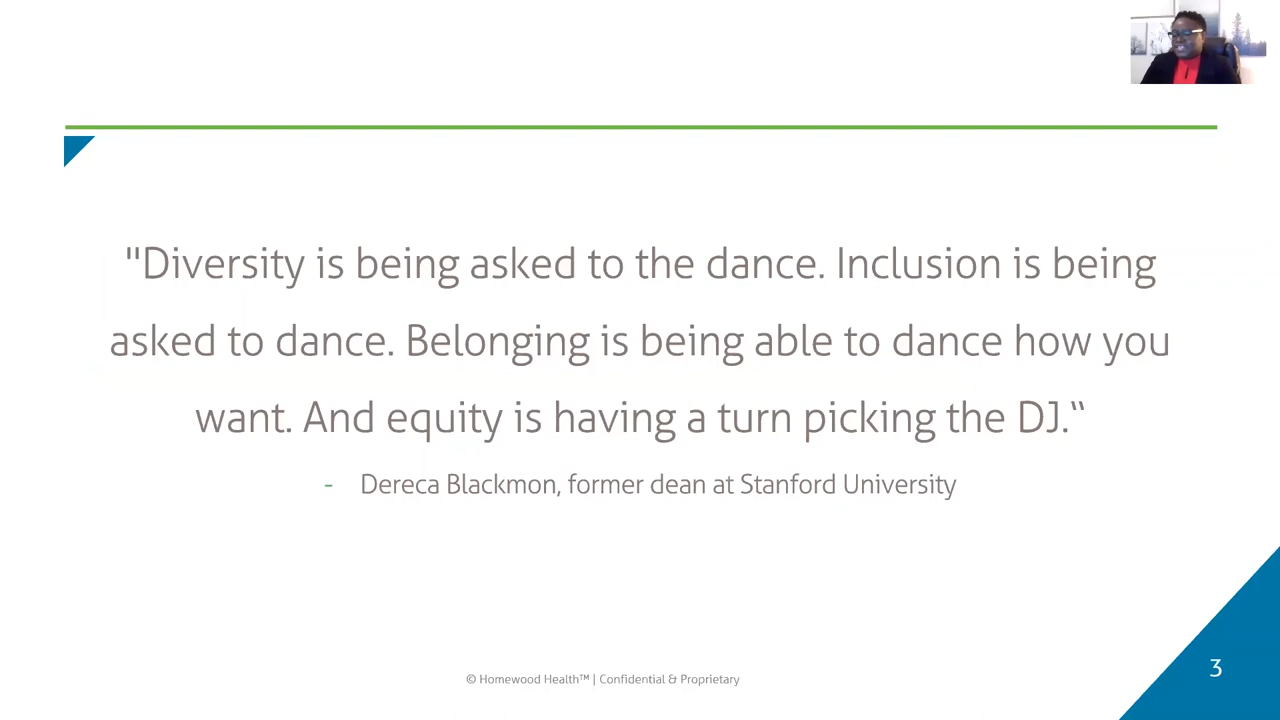 "Diversity is being asked to the dance. Inclusion is being
asked to dance. Belonging is being able to dance how you
want. And equity is having a turn picking the DJ.“
- Dereca Blackmon, former dean at Stanford University
© Homewood Health™ | Confidential & Proprietary
3